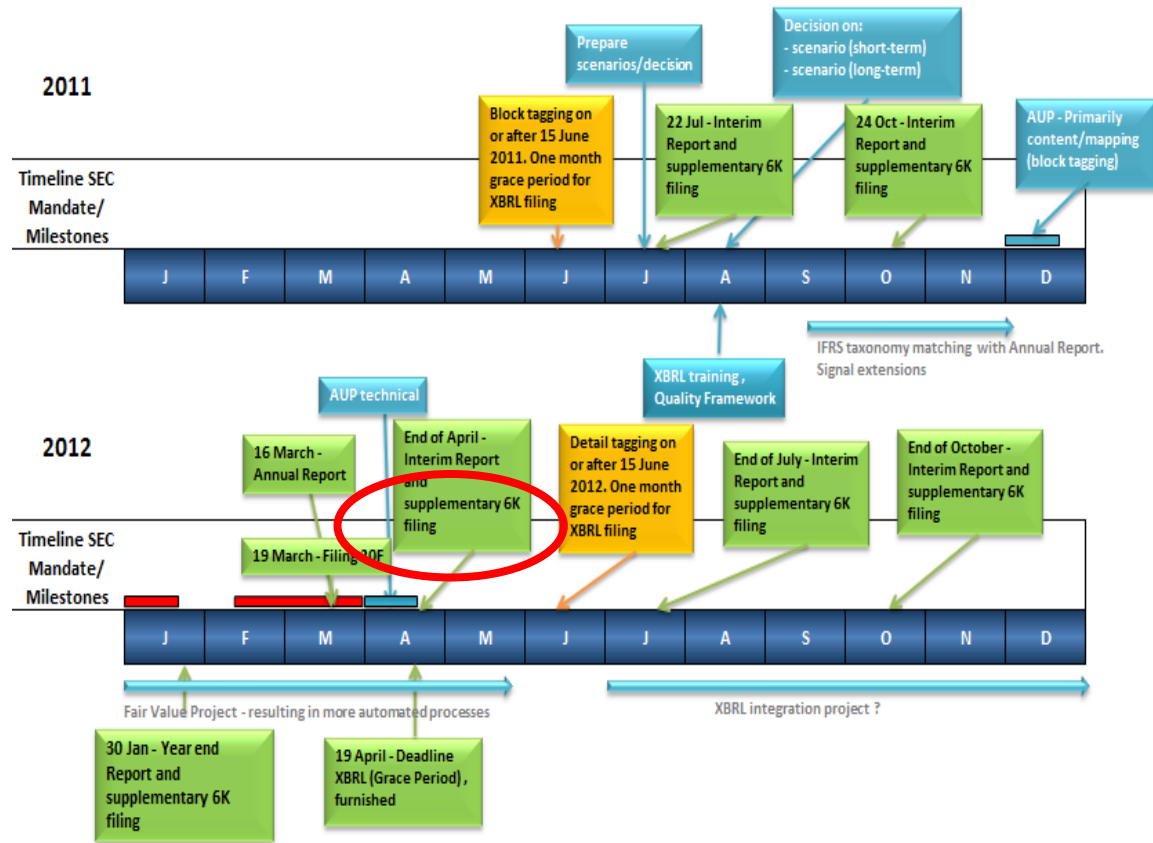 Prepare
scenarios/decision
Decision on:
- scenario (short-term)
- scenario (long-term)
2011
Block tagging on
or after 15 June
2011. One month
grace period for
XBRL filing
22 Jul - Interim
Report and
supplementary 6K
filing
24 Oct - Interim
Report and
supplementary 6K
filing
AUP - Primarily
content/mapping
(block tagging)
Timeline SEC
Mandate/
Milestones
J F M A M J J A S O N D
IFRS taxonomy matching with Annual Report.
Signal extensions
XBRL training ,
Quality Framework
AUP technical
2012
16 March -
Annual Report
End of April -
Interim Report
and
supplementary 6K
filing
Detail tagging on
or after 15 June
2012. One month
grace period for
XBRL filing
End of July - Interim
Report and
supplementary 6K
filing
End of October -
Interim Report and
supplementary 6K
filing
19 March - Filing 20F
Timeline SEC
Mandate/
Milestones
J F M A M J J A S O N D
Fair Value Project - resulting in more automated processes
XBRL integration project ?
30 Jan - Year end
Report and
supplementary 6K
filing
19 April - Deadline
XBRL (Grace Period) ,
furnished